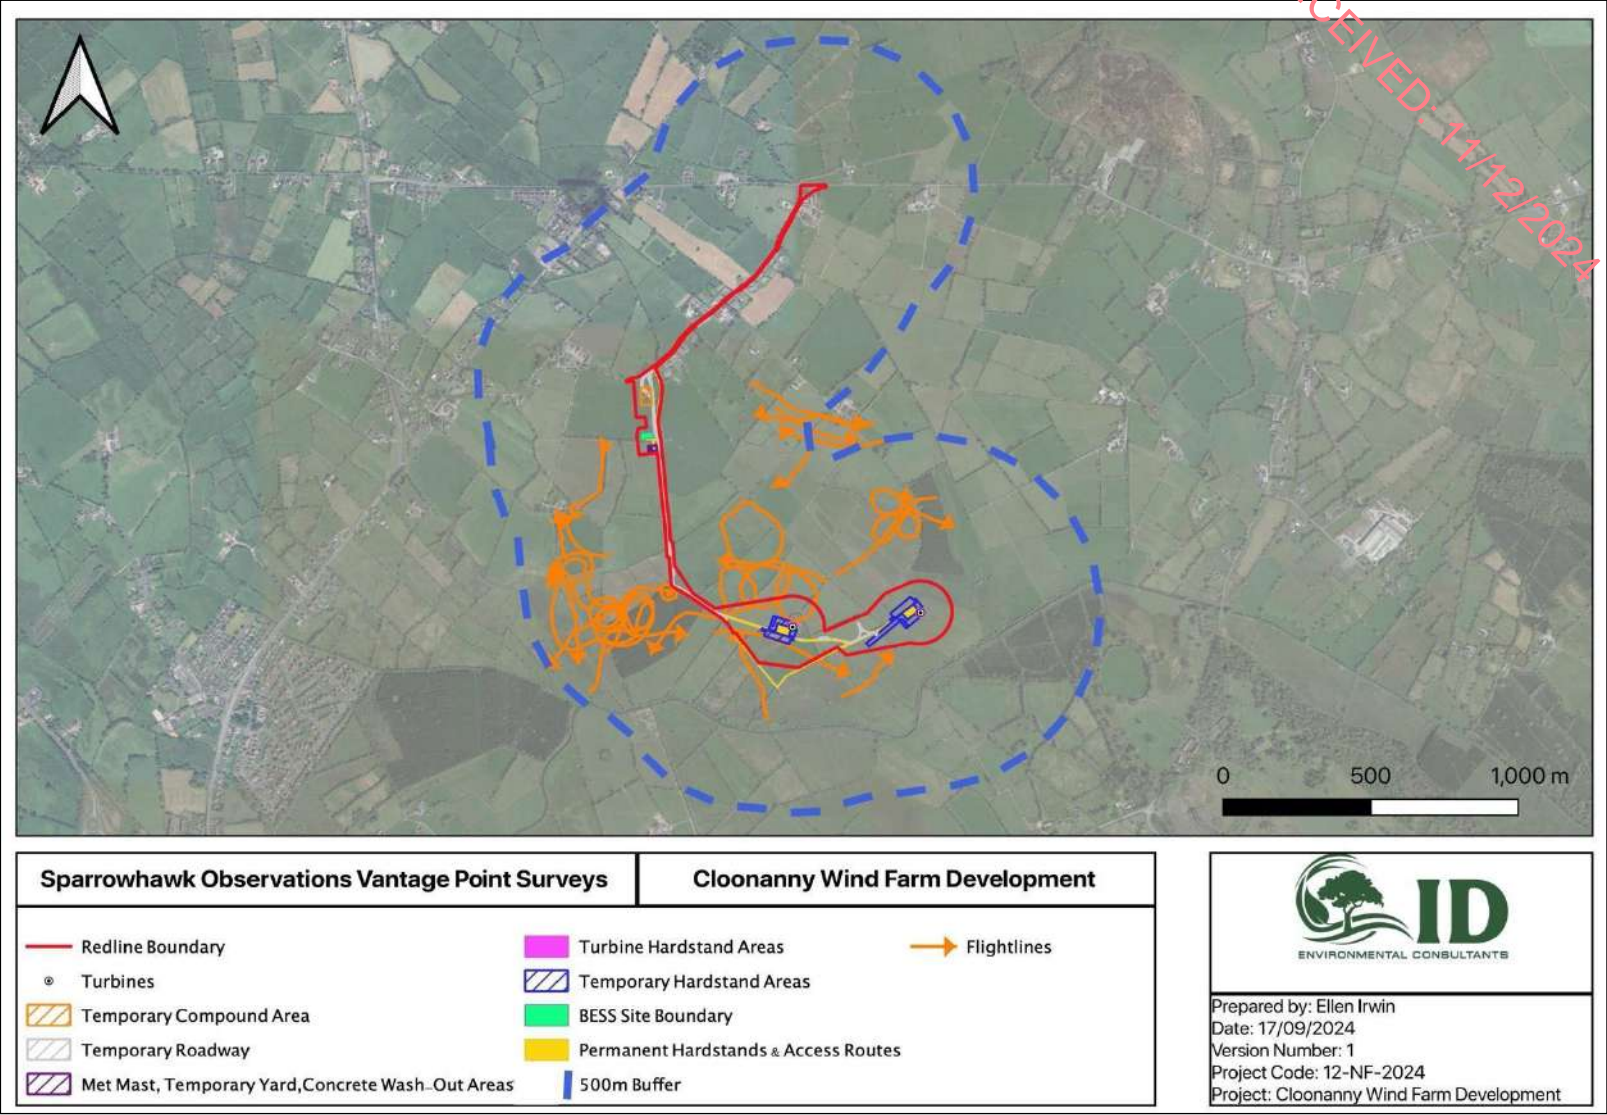 CEIVED: 11/12/2024
0 500 1,000 m
Sparrowhawk Observations Vantage Point Surveys
Cloonanny Wind Farm Development
Redline Boundary
Turbines
Temporary Compound Area
Temporary Roadway
Met Mast, Temporary Yard,Concrete Wash-Out Areas
Turbine Hardstand Areas
Temporary Hardstand Areas
BESS Site Boundary
Permanent Hardstands & Access Routes
500m Buffer
Flightlines
ID
ENVIRONMENTAL CONSULTANTS
Prepared by: Ellen Irwin
Date: 17/09/2024
Version Number: 1
Project Code: 12-NF-2024
Project: Cloonanny Wind Farm Development